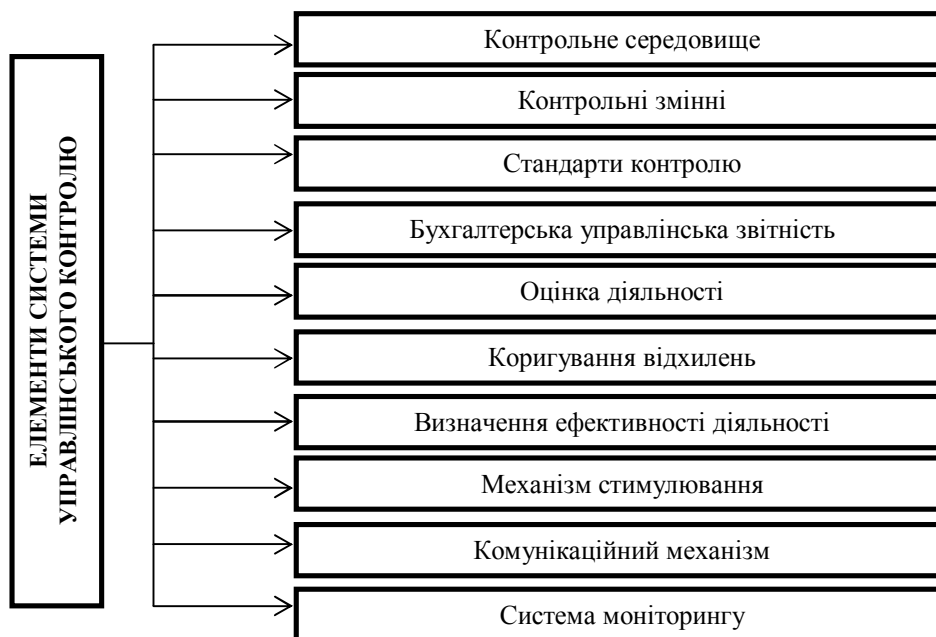 ЕЛЕМЕНТИ СИСТЕМИ
УПРАВЛІНСЬКОГО КОНТРОЛЮ
Контрольне середовище
Контрольні змінні
Стандарти контролю
Бухгалтерська управлінська звітність
Оцінка діяльності
Коригування відхилень
Визначення ефективності діяльності
Механізм стимулювання
Комунікаційний механізм
Система моніторингу